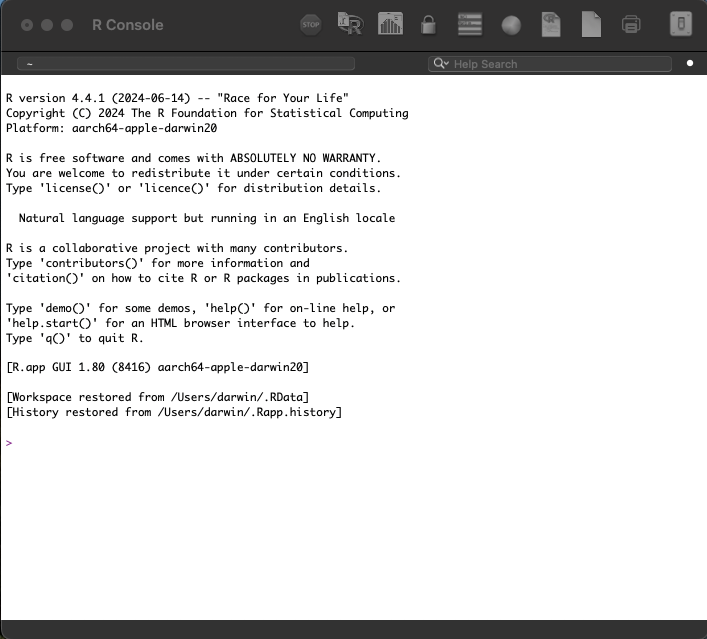 R Console
STOP
~
Help Search
R version 4.4.1 (2024-06-14) -- "Race for Your Life"
Copyright (C) 2024 The R Foundation for Statistical Computing
Platform: aarch64-apple-darwin20
R is free software and comes with ABSOLUTELY NO WARRANTY.
You are welcome to redistribute it under certain conditions.
Type 'license()' or 'licence()' for distribution details.
Natural language support but running in an English locale
R is a collaborative project with many contributors.
Type 'contributors()' for more information and
'citation()' on how to cite R or R packages in publications.
Type 'demo()' for some demos, 'help()' for on-line help, or
'help.start()' for an HTML browser interface to help.
Type 'q()' to quit R.
[R.app GUI 1.80 (8416) aarch64-apple-darwin20]
[Workspace restored from /Users/darwin/.RData]
[History restored from /Users/darwin/.Rapp.history]
>